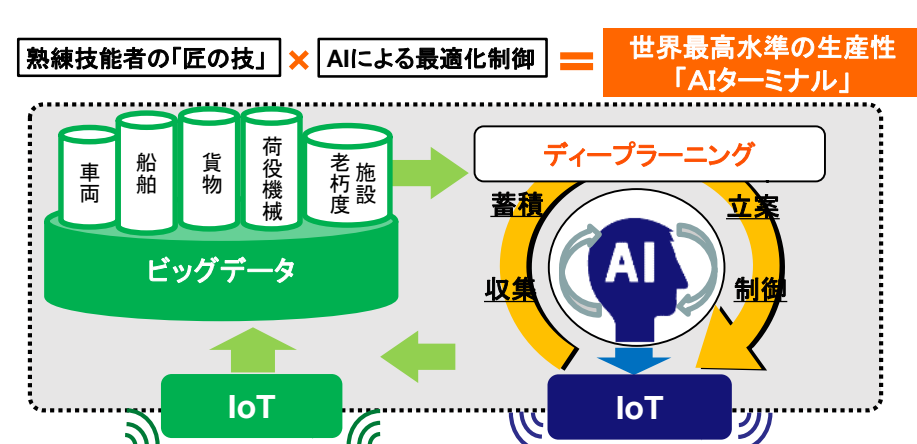 熟練技能者の「匠の技」 × AIによる最適化制御 = 世界最高水準の生産性
「AIターミナル」
車両
船舶
貨物
荷役機械
施設
老朽度
ディープラーニング
蓄積
立案
AI
ビッグデータ
収集
制御
IoT
IoT